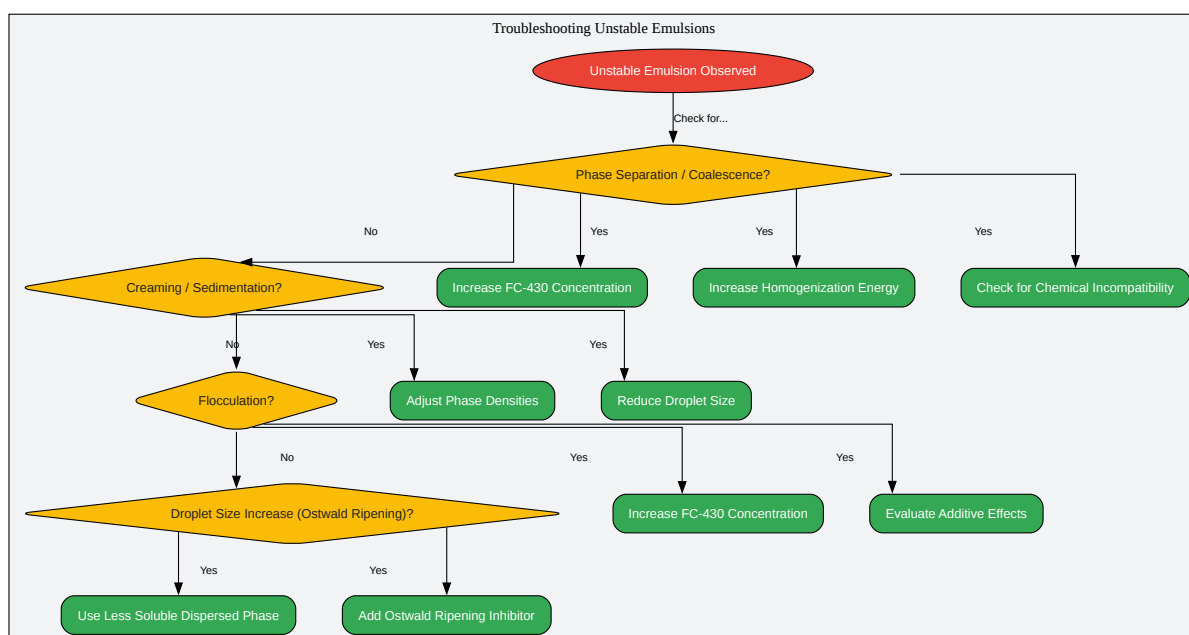 Troubleshooting Unstable Emulsions
Unstable Emulsion Observed
Check for...
Phase Separation / Coalescence?
No
Yes
Yes
Yes
Creaming / Sedimentation?
Increase FC-430 Concentration
Increase Homogenization Energy
Check for Chemical Incompatibility
No
Yes
Yes
Flocculation?
Adjust Phase Densities
Reduce Droplet Size
No
Yes
Yes
Droplet Size Increase (Ostwald Ripening)?
Increase FC-430 Concentration
Evaluate Additive Effects
Yes
Yes
Use Less Soluble Dispersed Phase
Add Ostwald Ripening Inhibitor